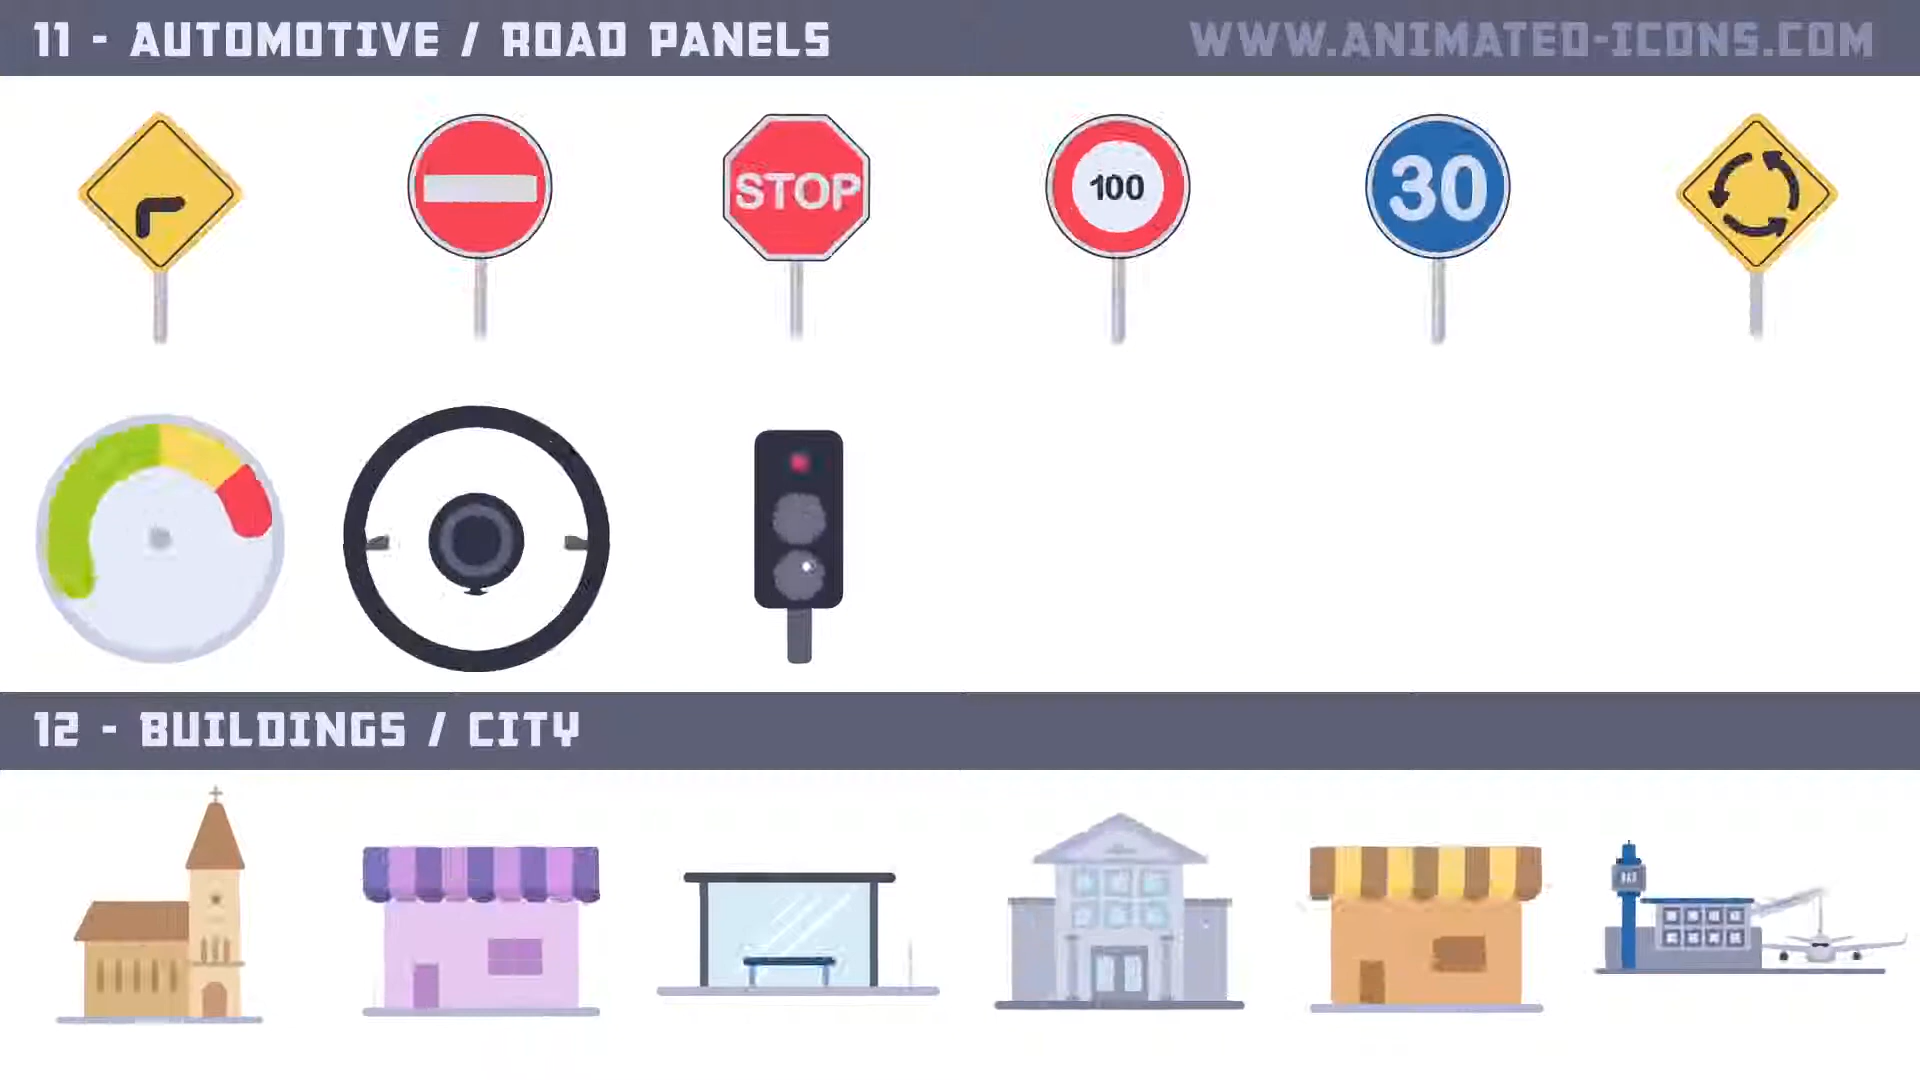 11 - AUTOMOTIVE / ROAD PANELS
WWW.ANIMATED-ICONS.COM
STOP
100
30
12 - BUILDINGS / CITY